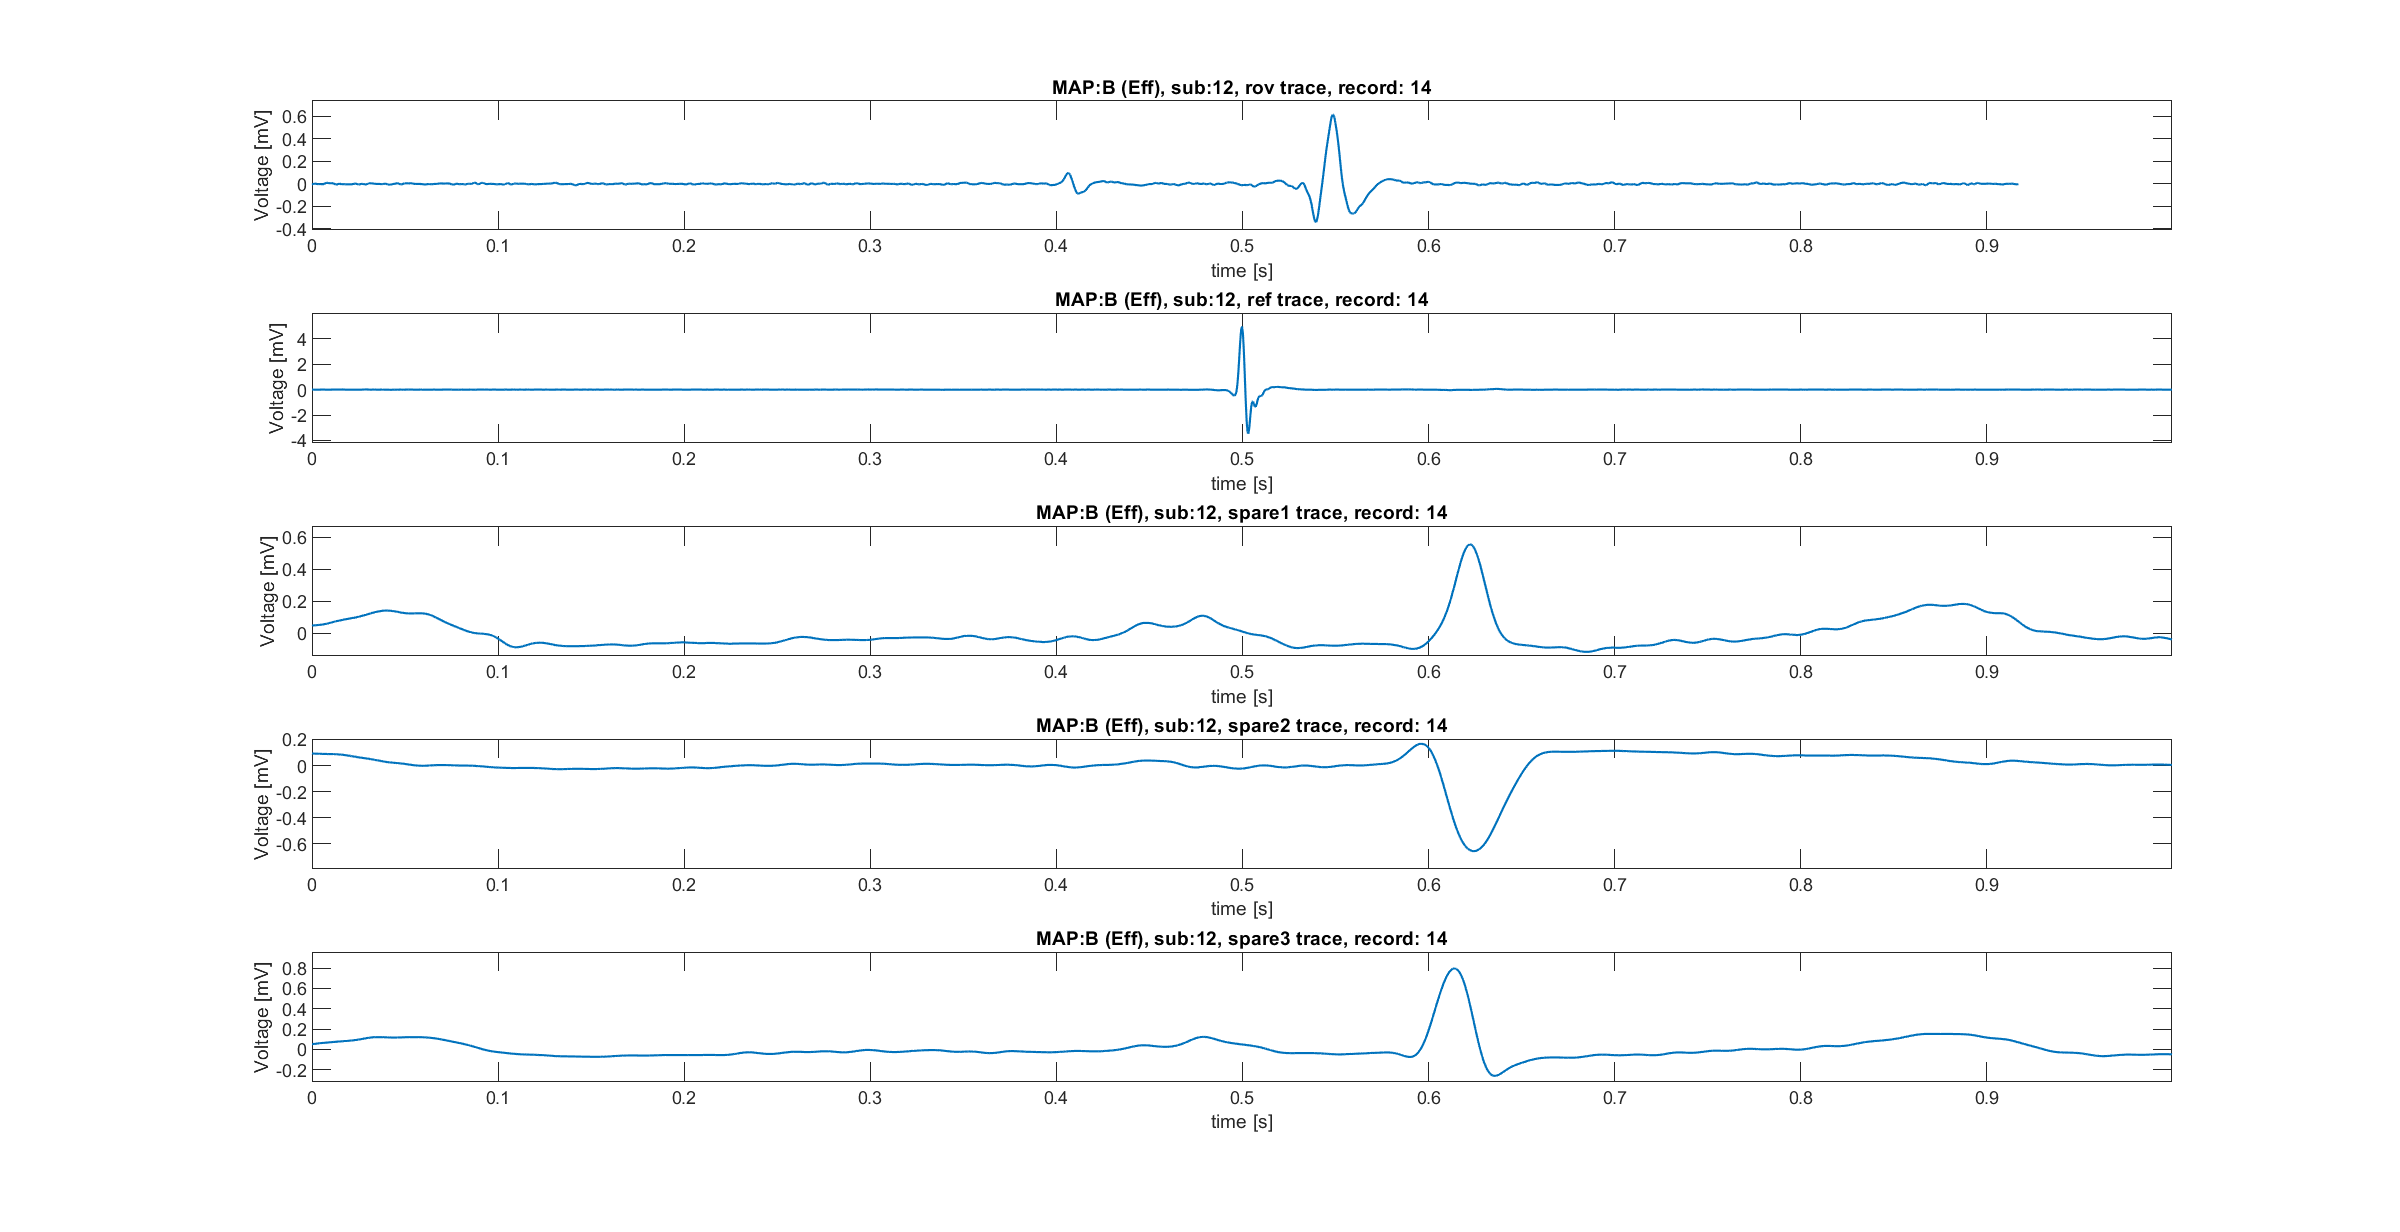 MAP:B (Eff), sub:12, rov trace, record: 14
Voltage [mV]
0.6
0.4
0.2
0
-0.2
-0.4
0 0.1 0.2 0.3 0.4 0.5 0.6 0.7 0.8 0.9
time [s]
MAP:B (Eff), sub:12, ref trace, record: 14
Voltage [mV]
4
2
0
-2
-4
0 0.1 0.2 0.3 0.4 0.5 0.6 0.7 0.8 0.9
time [s]
MAP:B (Eff), sub:12, spare1 trace, record: 14
Voltage [mV]
0.6
0.4
0.2
0
0 0.1 0.2 0.3 0.4 0.5 0.6 0.7 0.8 0.9
time [s]
MAP:B (Eff), sub:12, spare2 trace, record: 14
Voltage [mV]
0.2
0
-0.2
-0.4
-0.6
0 0.1 0.2 0.3 0.4 0.5 0.6 0.7 0.8 0.9
time [s]
MAP:B (Eff), sub:12, spare3 trace, record: 14
Voltage [mV]
0.8
0.6
0.4
0.2
0
-0.2
0 0.1 0.2 0.3 0.4 0.5 0.6 0.7 0.8 0.9
time [s]